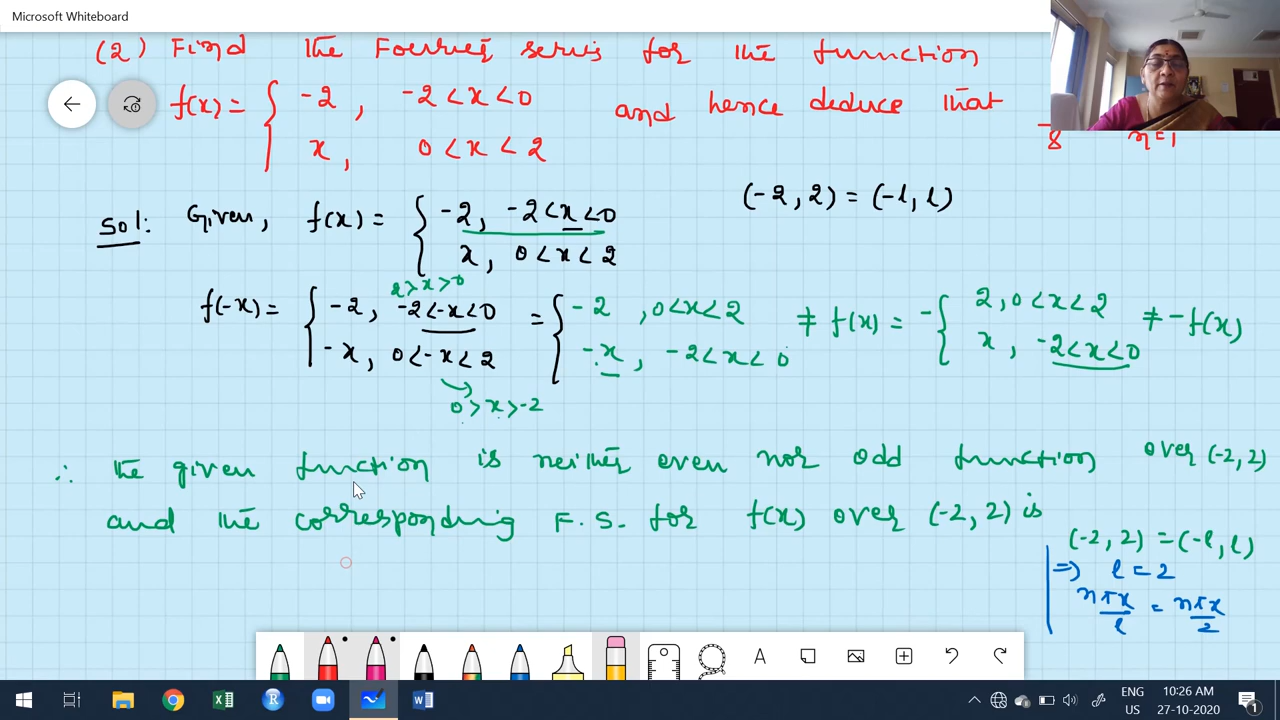 Microsoft Whiteboard
(2) Find the Fourier series for the function
f(x) = { -2, -2<x<0 and hence deduce that
x, 0<x<2 8 n=1
Sol: Given, f(x) = { -2, -2<x<0 (-2, 2) = (-l, l)
x, 0<x<2
2>x>0
f(-x) = { -2, -2<-x<0 = { -2, 0<x<2 ≠ f(x) = -{ 2, 0<x<2 ≠ -f(x)
-x, 0<-x<2 -x, -2<x<0 x, -2<x<0
0>x>-2
∴ the given function is neither even nor odd function over (-2, 2)
and the corresponding F.S. for f(x) over (-2, 2) is
(-2, 2) = (-l, l)
=> l = 2
nπx/l = nπx/2
A
ENG
US
10:26 AM
27-10-2020
1